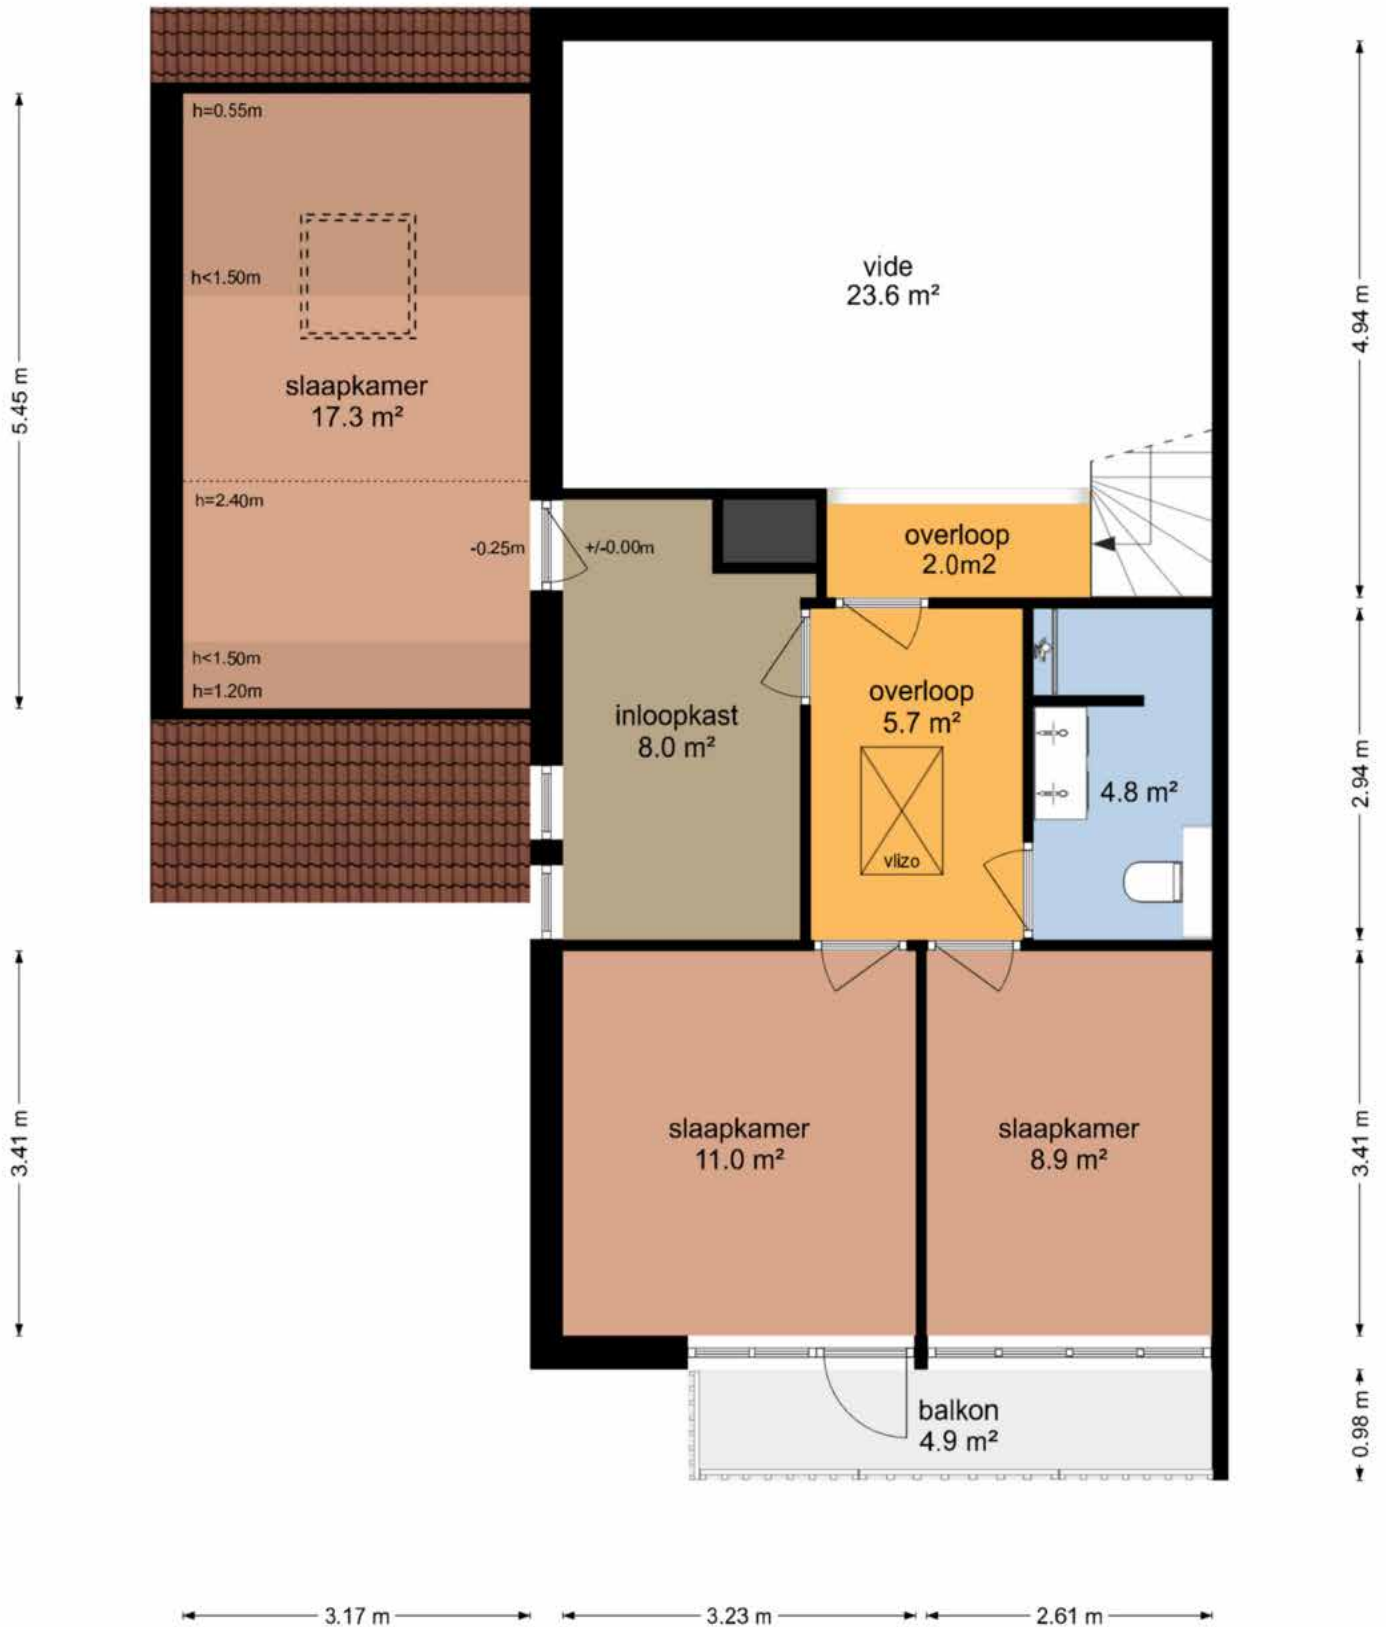 h=0.55m
h<1.50m
slaapkamer
17.3 m²
h=2.40m
-0.25m
h<1.50m
h=1.20m
vide
23.6 m²
+/-0.00m
overloop
2.0m2
inloopkast
8.0 m²
overloop
5.7 m²
vlizo
4.8 m²
slaapkamer
11.0 m²
slaapkamer
8.9 m²
balkon
4.9 m²
5.45 m
3.41 m
4.94 m
2.94 m
3.41 m
0.98 m
3.17 m
3.23 m
2.61 m